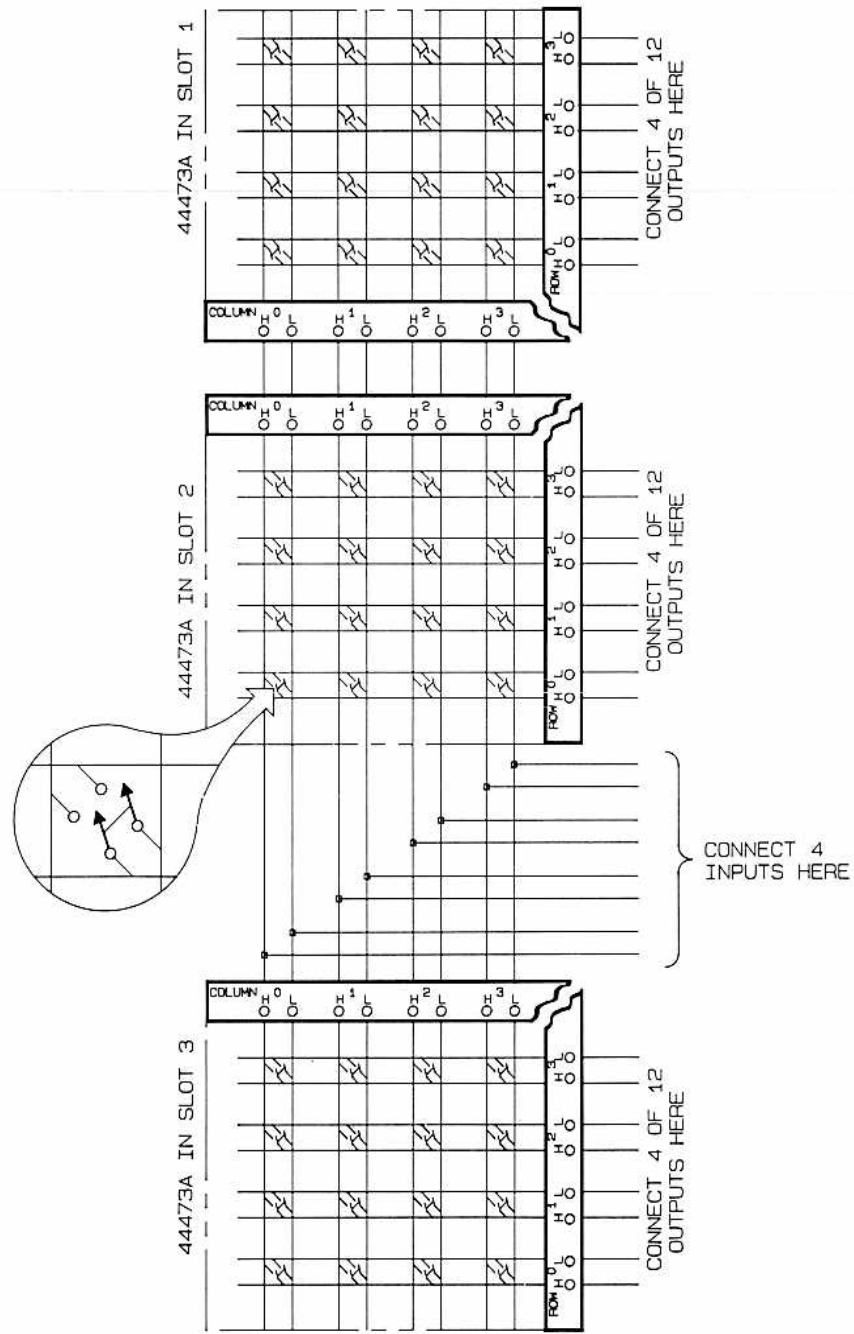 44473A IN SLOT 1
COLUMN
H 0 L
H 1 L
H 2 L
H 3 L
ROW
H 0 L
H 1 L
H 2 L
H 3 L
CONNECT 4 OF 12
OUTPUTS HERE
44473A IN SLOT 2
COLUMN
H 0 L
H 1 L
H 2 L
H 3 L
ROW
H 0 L
H 1 L
H 2 L
H 3 L
CONNECT 4 OF 12
OUTPUTS HERE
CONNECT 4
INPUTS HERE
44473A IN SLOT 3
COLUMN
H 0 L
H 1 L
H 2 L
H 3 L
ROW
H 0 L
H 1 L
H 2 L
H 3 L
CONNECT 4 OF 12
OUTPUTS HERE